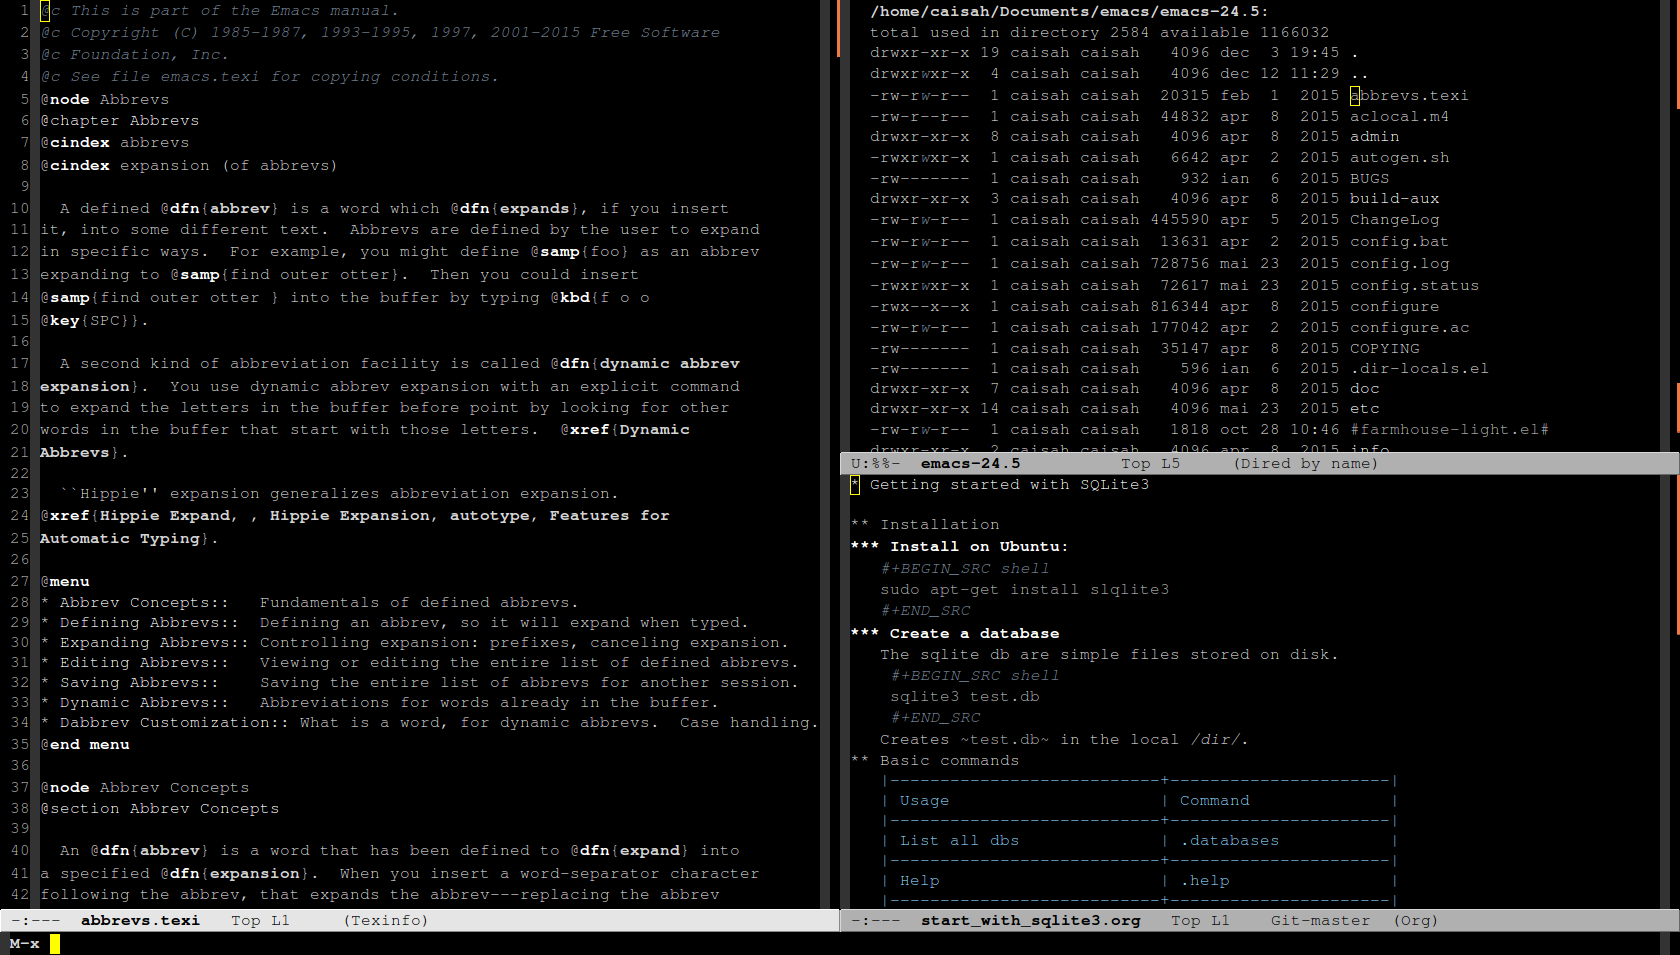 1 @c This is part of the Emacs manual.
2 @c Copyright (C) 1985-1987, 1993-1995, 1997, 2001-2015 Free Software
3 @c Foundation, Inc.
4 @c See file emacs.texi for copying conditions.
5 @node Abbrevs
6 @chapter Abbrevs
7 @cindex abbrevs
8 @cindex expansion (of abbrevs)
9
10   A defined @dfn{abbrev} is a word which @dfn{expands}, if you insert
11 it, into some different text.  Abbrevs are defined by the user to expand
12 in specific ways.  For example, you might define @samp{foo} as an abbrev
13 expanding to @samp{find outer otter}.  Then you could insert
14 @samp{find outer otter } into the buffer by typing @kbd{f o o
15 @key{SPC}}.
16
17   A second kind of abbreviation facility is called @dfn{dynamic abbrev
18 expansion}.  You use dynamic abbrev expansion with an explicit command
19 to expand the letters in the buffer before point by looking for other
20 words in the buffer that start with those letters.  @xref{Dynamic
21 Abbrevs}.
22
23   ``Hippie'' expansion generalizes abbreviation expansion.
24 @xref{Hippie Expand, , Hippie Expansion, autotype, Features for
25 Automatic Typing}.
26
27 @menu
28 * Abbrev Concepts::   Fundamentals of defined abbrevs.
29 * Defining Abbrevs::  Defining an abbrev, so it will expand when typed.
30 * Expanding Abbrevs:: Controlling expansion: prefixes, canceling expansion.
31 * Editing Abbrevs::   Viewing or editing the entire list of defined abbrevs.
32 * Saving Abbrevs::    Saving the entire list of abbrevs for another session.
33 * Dynamic Abbrevs::   Abbreviations for words already in the buffer.
34 * Dabbrev Customization:: What is a word, for dynamic abbrevs.  Case handling.
35 @end menu
36
37 @node Abbrev Concepts
38 @section Abbrev Concepts
39
40   An @dfn{abbrev} is a word that has been defined to @dfn{expand} into
41 a specified @dfn{expansion}.  When you insert a word-separator character
42 following the abbrev, that expands the abbrev---replacing the abbrev
-:---  abbrevs.texi   Top L1     (Texinfo)
/home/caisah/Documents/emacs/emacs-24.5:
total used in directory 2584 available 1166032
drwxr-xr-x 19 caisah caisah   4096 dec  3 19:45 .
drwxrwxr-x  4 caisah caisah   4096 dec 12 11:29 ..
-rw-rw-r--  1 caisah caisah  20315 feb  1  2015 abbrevs.texi
-rw-r--r--  1 caisah caisah  44832 apr  8  2015 aclocal.m4
drwxr-xr-x  8 caisah caisah   4096 apr  8  2015 admin
-rwxrwxr-x  1 caisah caisah   6642 apr  2  2015 autogen.sh
-rw-------  1 caisah caisah    932 ian  6  2015 BUGS
drwxr-xr-x  3 caisah caisah   4096 apr  8  2015 build-aux
-rw-rw-r--  1 caisah caisah 445590 apr  5  2015 ChangeLog
-rw-rw-r--  1 caisah caisah  13631 apr  2  2015 config.bat
-rw-rw-r--  1 caisah caisah 728756 mai 23  2015 config.log
-rwxrwxr-x  1 caisah caisah  72617 mai 23  2015 config.status
-rwx--x--x  1 caisah caisah 816344 apr  8  2015 configure
-rw-rw-r--  1 caisah caisah 177042 apr  2  2015 configure.ac
-rw-------  1 caisah caisah  35147 apr  8  2015 COPYING
-rw-------  1 caisah caisah    596 ian  6  2015 .dir-locals.el
drwxr-xr-x  7 caisah caisah   4096 apr  8  2015 doc
drwxr-xr-x 14 caisah caisah   4096 mai 23  2015 etc
-rw-rw-r--  1 caisah caisah   1818 oct 28 10:46 #farmhouse-light.el#
drwxr-xr-x  2 caisah caisah   4096 apr  8  2015 info
U:%%-  emacs-24.5          Top L5     (Dired by name)
* Getting started with SQLite3

** Installation
*** Install on Ubuntu:
   #+BEGIN_SRC shell
   sudo apt-get install slqlite3
   #+END_SRC
*** Create a database
   The sqlite db are simple files stored on disk.
    #+BEGIN_SRC shell
    sqlite3 test.db
    #+END_SRC
   Creates ~test.db~ in the local /dir/.
** Basic commands
   |---------------------------+----------------------|
   | Usage                     | Command              |
   |---------------------------+----------------------|
   | List all dbs              | .databases           |
   |---------------------------+----------------------|
   | Help                      | .help                |
   |---------------------------+----------------------|
-:---  start_with_sqlite3.org   Top L1    Git-master  (Org)
M-x